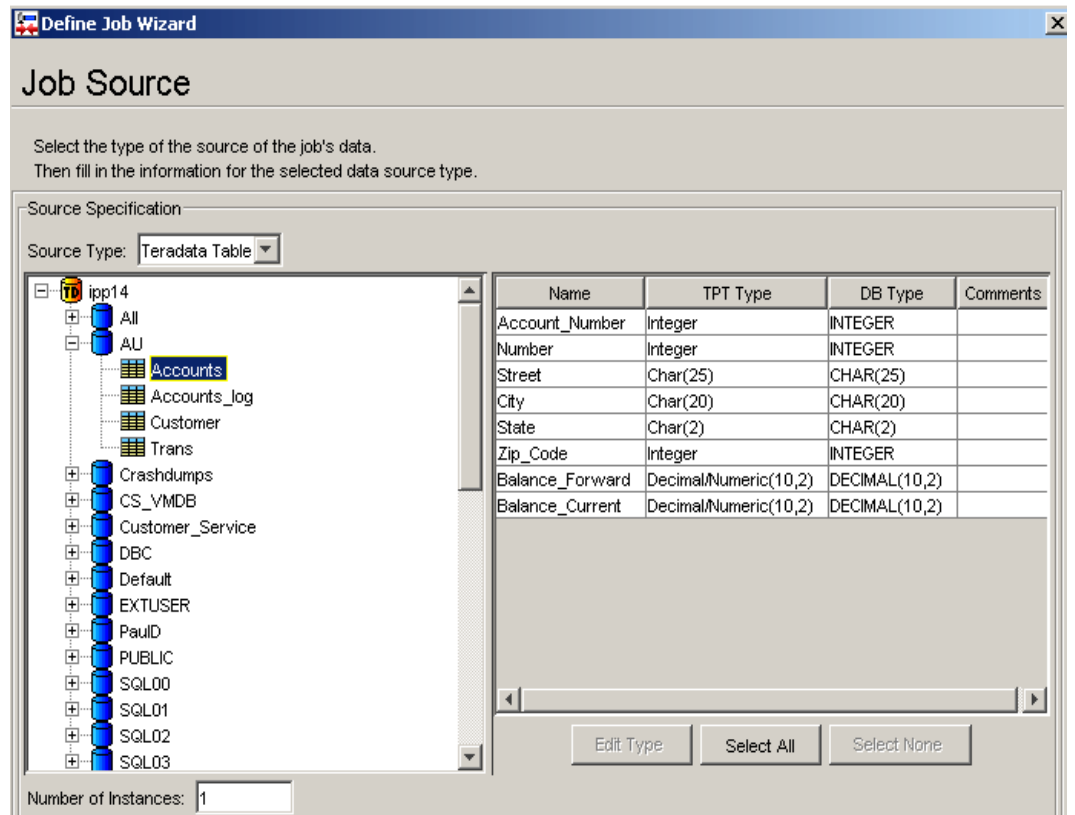 Define Job Wizard
Job Source
Select the type of the source of the job's data.
Then fill in the information for the selected data source type.
Source Specification
Source Type: Teradata Table
TD ipp14
All
AU
Accounts
Accounts_log
Customer
Trans
Crashdumps
CS_VMDB
Customer_Service
DBC
Default
EXTUSER
PaulD
PUBLIC
SQL00
SQL01
SQL02
SQL03
Name TPT Type DB Type Comments
Account_Number Integer INTEGER
Number Integer INTEGER
Street Char(25) CHAR(25)
City Char(20) CHAR(20)
State Char(2) CHAR(2)
Zip_Code Integer INTEGER
Balance_Forward Decimal/Numeric(10,2) DECIMAL(10,2)
Balance_Current Decimal/Numeric(10,2) DECIMAL(10,2)
Edit Type Select All Select None
Number of Instances: 1